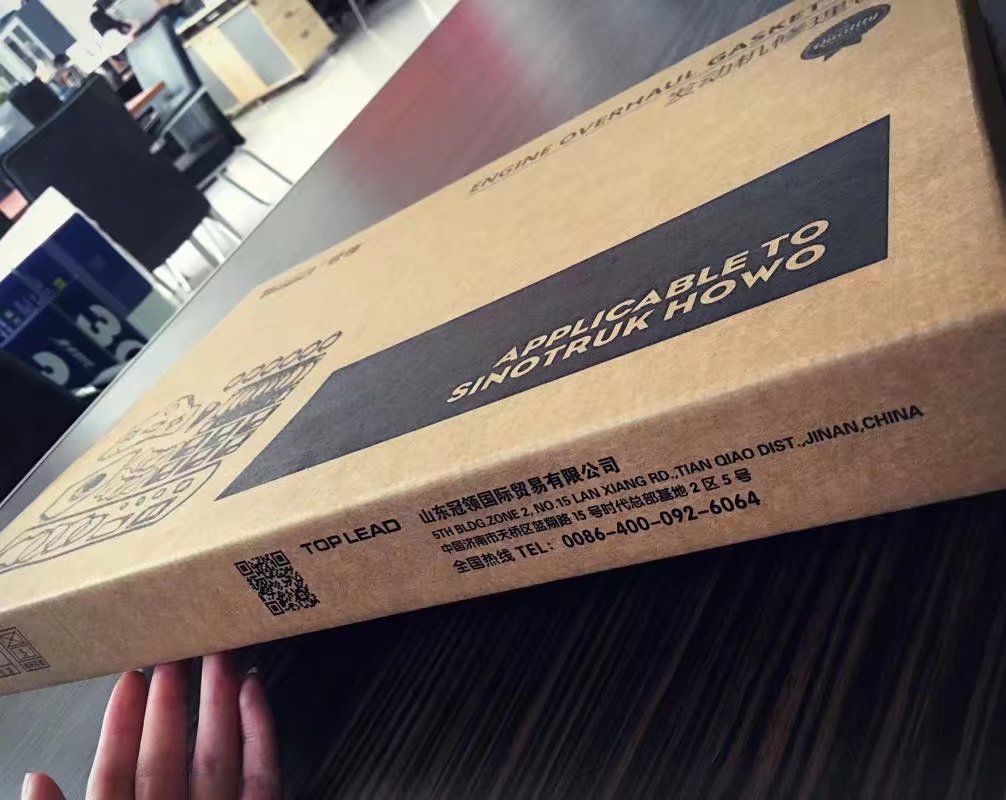 Quality
ENGINE OVERHAUL GASKET
发动机修理包
APPLICABLE TO
SINOTRUK HOWO
TOP LEAD
山东冠领国际贸易有限公司
5TH BLDG.ZONE 2, NO.15 LAN XIANG RD.,TIAN QIAO DIST.,JINAN,CHINA
中国济南市天桥区蓝翔路 15 号时代总部基地 2 区 5 号
全国热线 TEL: 0086-400-092-6064